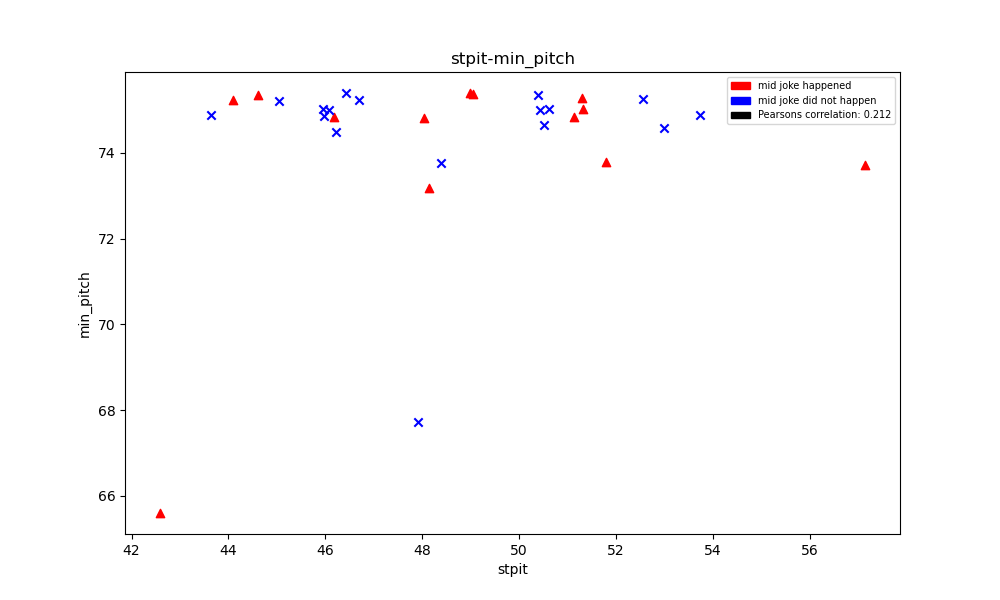 stpit-min_pitch
mid joke happened
mid joke did not happen
Pearsons correlation: 0.212
74
72
70
68
66
min_pitch
42 44 46 48 50 52 54 56
stpit